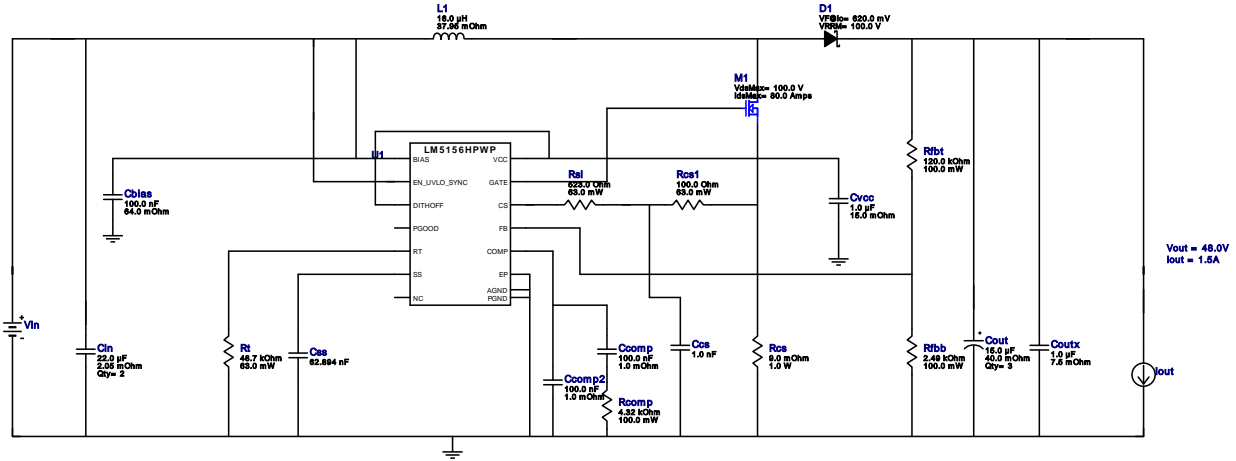 L1
16.0 µH
37.95 mOhm
D1
VF@Io= 620.0 mV
VRRM= 100.0 V
M1
VdsMax= 100.0 V
IdsMax= 80.0 Amps
LM5156HPWP
U1
BIAS
VCC
EN_UVLO_SYNC
GATE
DITHOFF
CS
PGOOD
FB
RT
COMP
SS
EP
AGND
NC
PGND
Cbias
100.0 nF
64.0 mOhm
Rsl
523.0 Ohm
63.0 mW
Rcs1
100.0 Ohm
63.0 mW
Cvcc
1.0 µF
15.0 mOhm
Rfbt
120.0 kOhm
100.0 mW
Vout = 48.0V
Iout = 1.5A
Vin
Cin
22.0 µF
2.05 mOhm
Qty= 2
Rt
48.7 kOhm
63.0 mW
Css
62.894 nF
Ccomp
100.0 nF
1.0 mOhm
Ccomp2
100.0 nF
1.0 mOhm
Rcomp
4.32 kOhm
100.0 mW
Ccs
1.0 nF
Rcs
9.0 mOhm
1.0 W
Rfbb
2.49 kOhm
100.0 mW
Cout
15.0 µF
40.0 mOhm
Qty= 3
Coutx
1.0 µF
7.5 mOhm
Iout